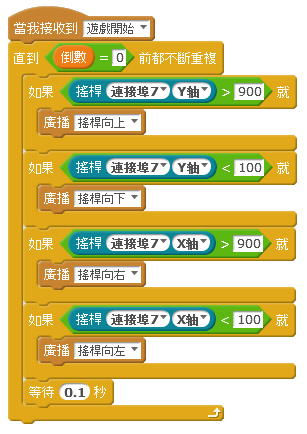 當我接收到 遊戲開始
直到 倒數 = 0 前都不斷重複
如果 搖桿 連接埠7 Y軸 > 900 就
廣播 搖桿向上
如果 搖桿 連接埠7 Y軸 < 100 就
廣播 搖桿向下
如果 搖桿 連接埠7 X軸 > 900 就
廣播 搖桿向右
如果 搖桿 連接埠7 X軸 < 100 就
廣播 搖桿向左
等待 0.1 秒